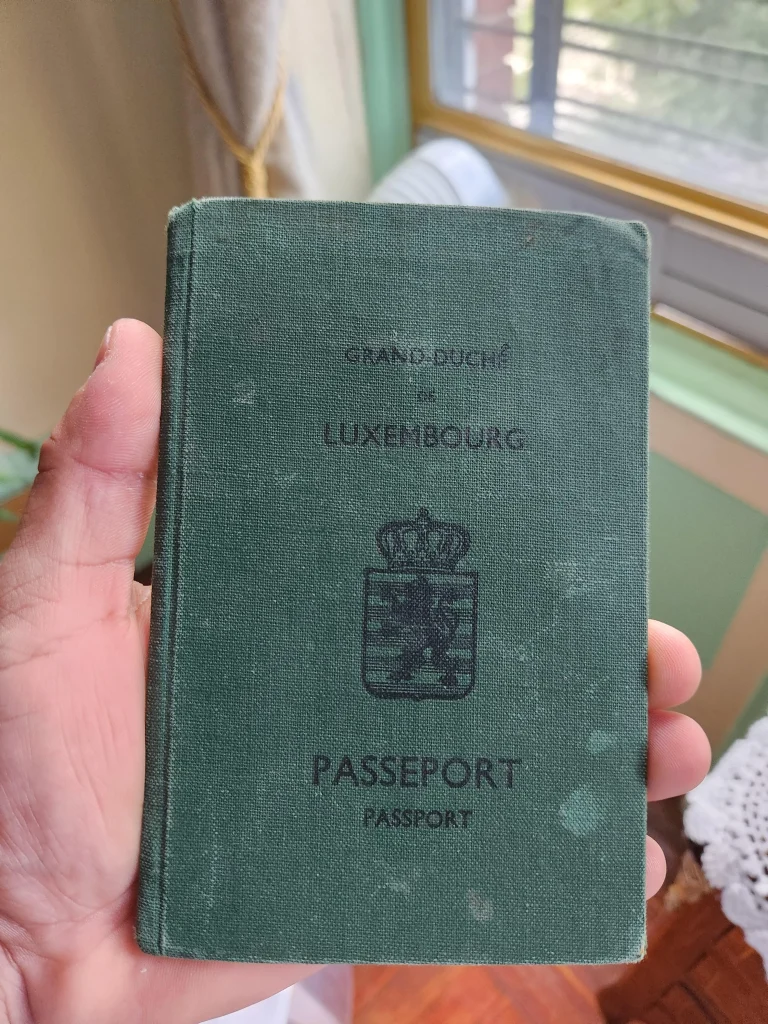 GRAND-DUCHÉ
DE
LUXEMBOURG
PASSEPORT
PASSPORT